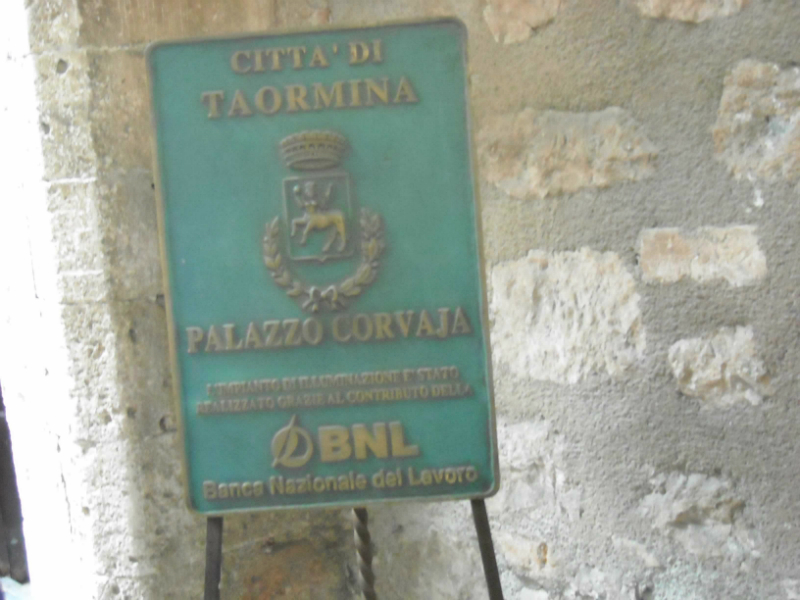 CITTA' DI
TAORMINA
PALAZZO CORVAJA
L'IMPIANTO DI ILLUMINAZIONE E' STATO
REALIZZATO GRAZIE AL CONTRIBUTO DELLA
BNL
Banca Nazionale del Lavoro